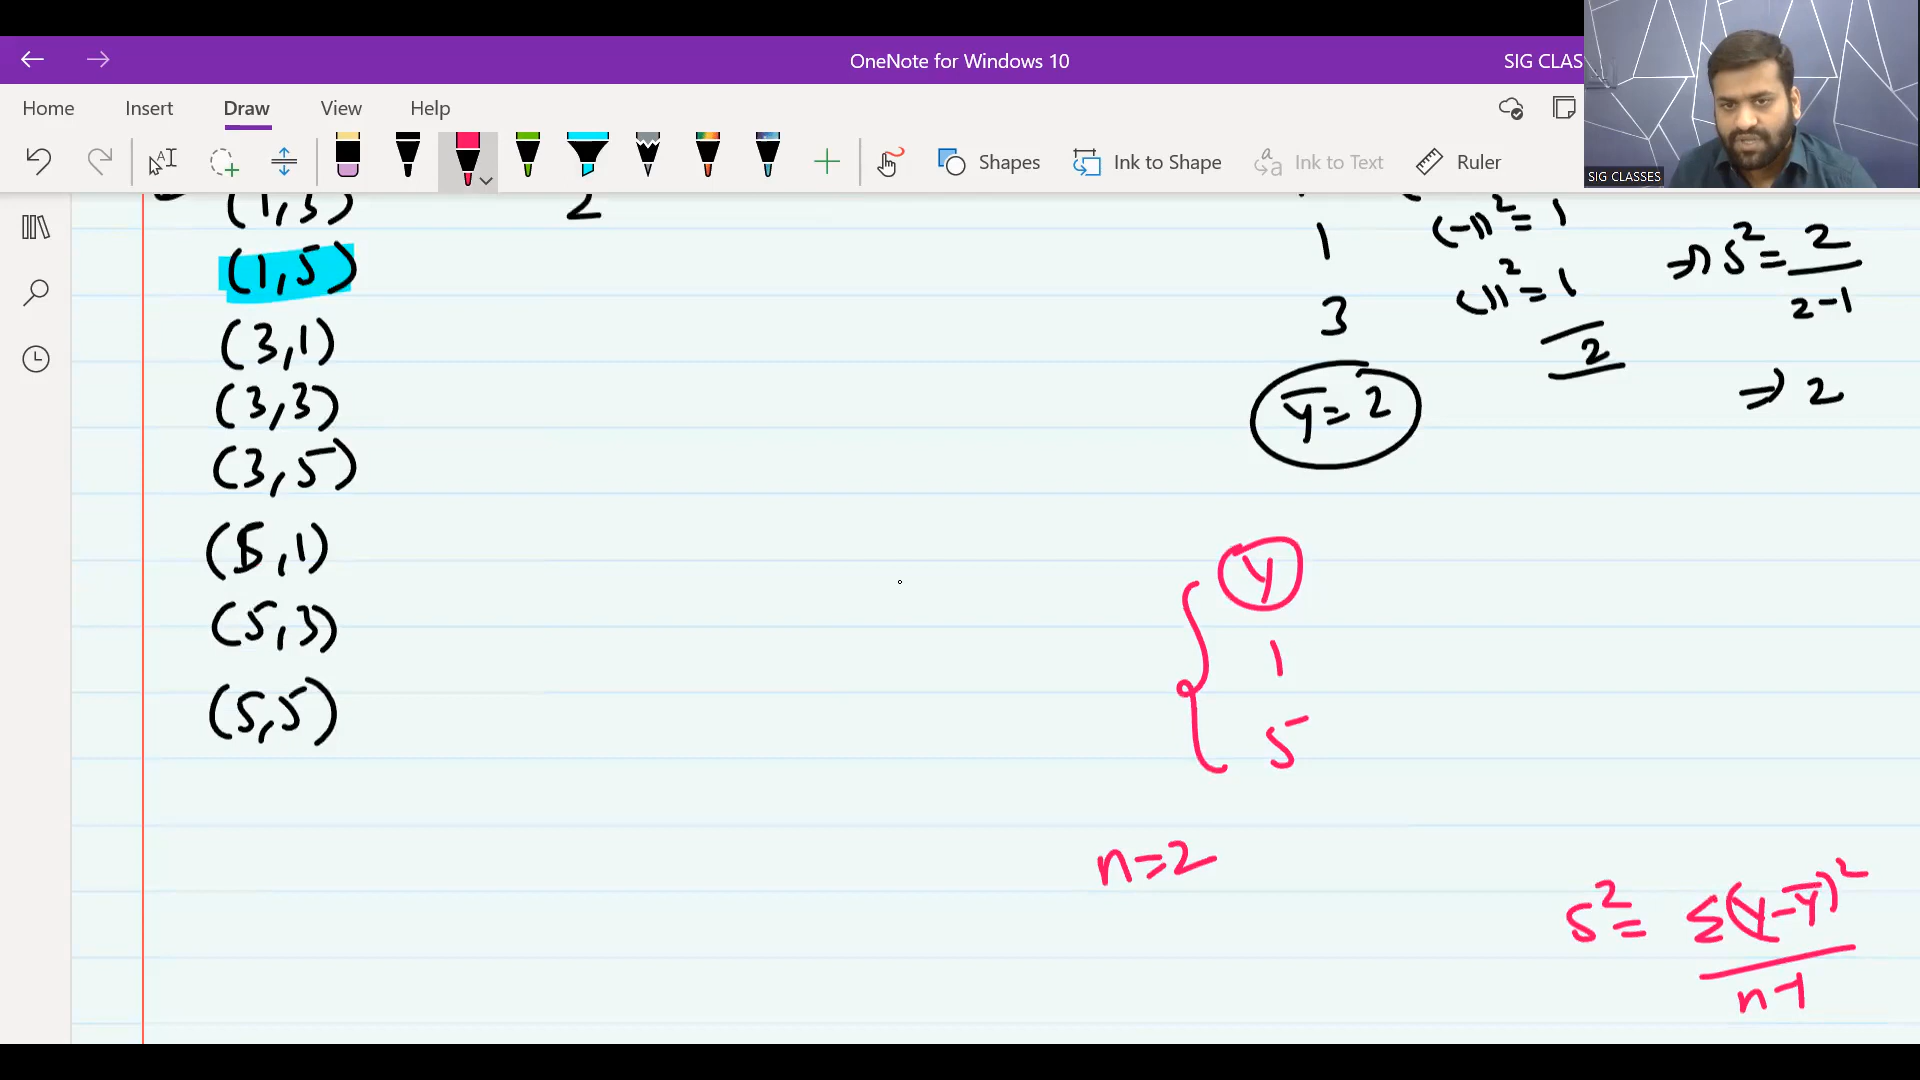 OneNote for Windows 10
SIG CLAS
Home Insert Draw View Help
Shapes Ink to Shape Ink to Text Ruler
SIG CLASSES
(1,3) 2
(1,5)
(3,1)
(3,3)
(3,5)
(5,1)
(5,3)
(5,5)
1 (-1)² = 1
3 (1)² = 1
2
ȳ = 2
⇒ s² = 2/(2-1)
⇒ 2
y
1
5
n=2
s² = Σ(y-ȳ)²/(n-1)